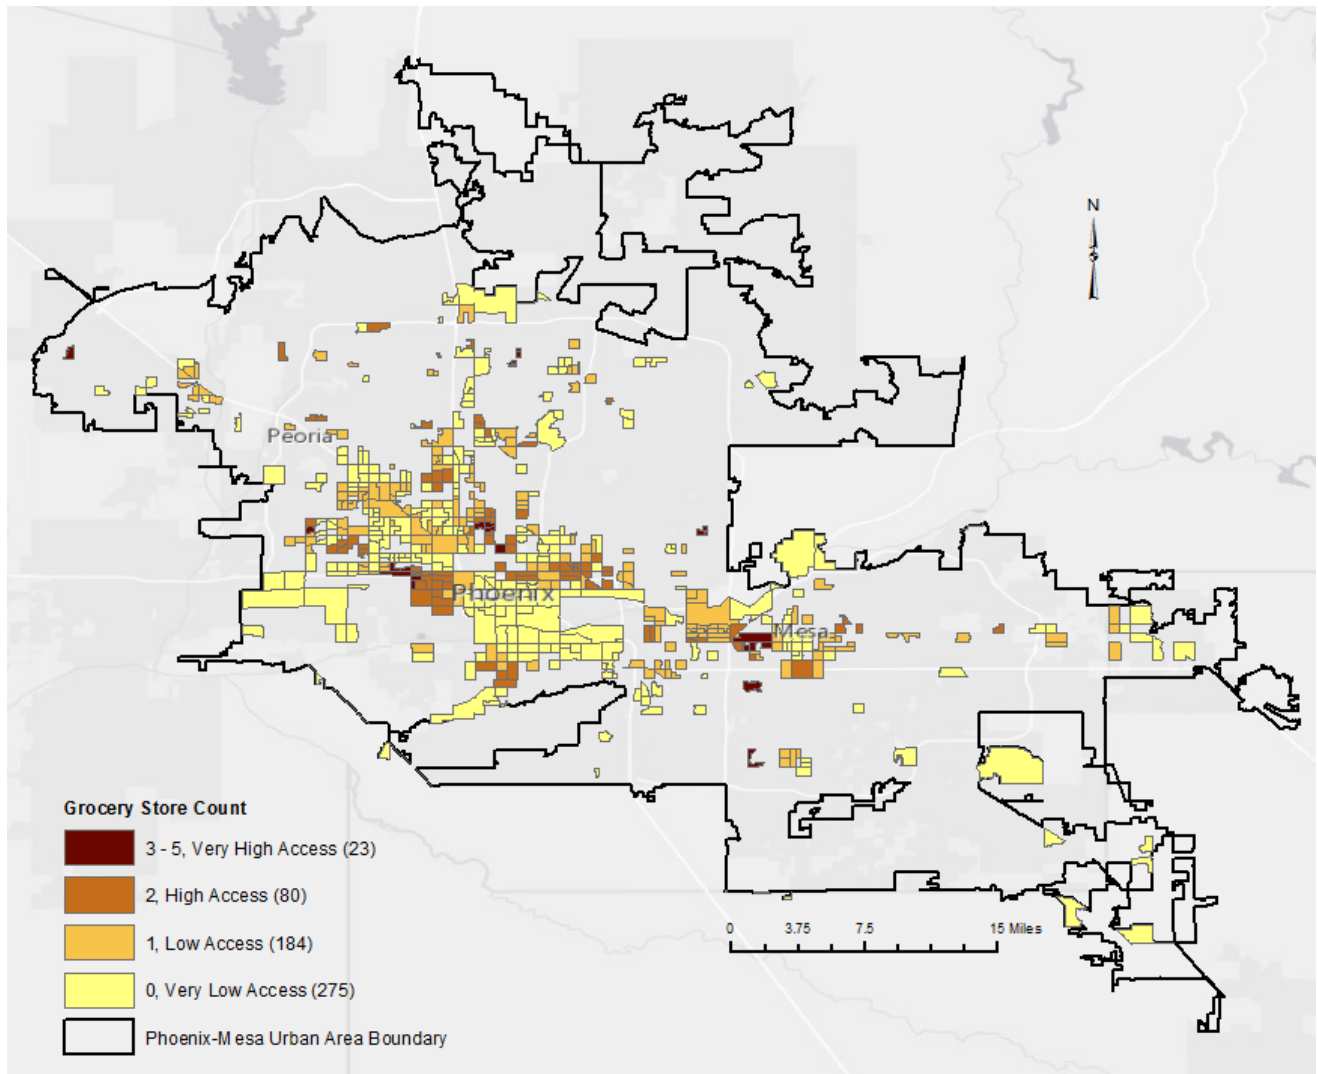 N
Peoria
Phoenix
Mesa
Grocery Store Count
3 - 5, Very High Access (23)
2, High Access (80)
1, Low Access (184)
0, Very Low Access (275)
Phoenix-Mesa Urban Area Boundary
0 3.75 7.5 15 Miles